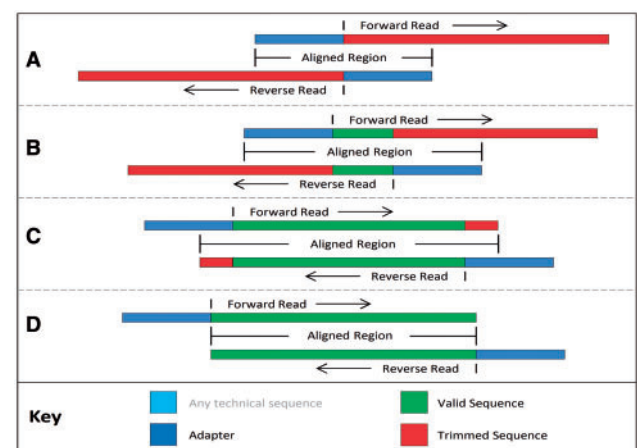 Forward Read
A
Aligned Region
Reverse Read
Forward Read
B
Aligned Region
Reverse Read
Forward Read
C
Aligned Region
Reverse Read
Forward Read
D
Aligned Region
Reverse Read
Key
Any technical sequence
Valid Sequence
Adapter
Trimmed Sequence